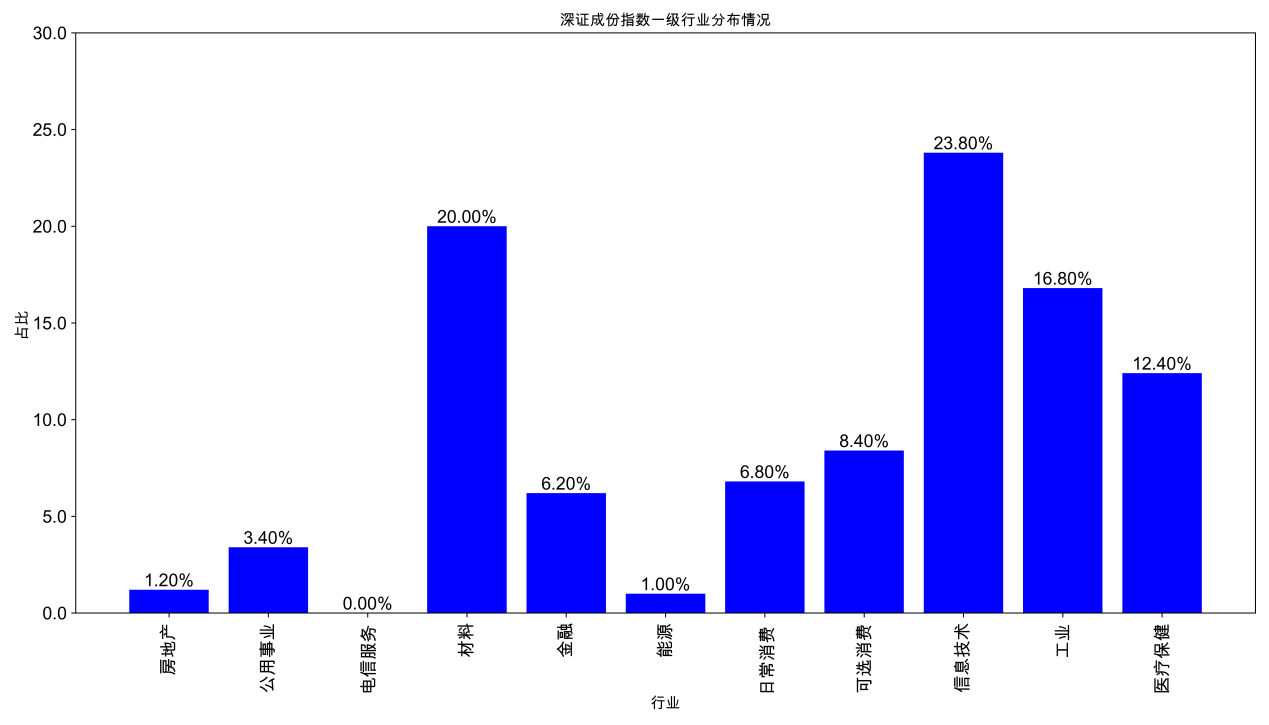 深证成份指数一级行业分布情况
30.0
25.0
20.0
15.0
10.0
5.0
0.0
占比
1.20%
3.40%
0.00%
20.00%
6.20%
1.00%
6.80%
8.40%
23.80%
16.80%
12.40%
房地产
公用事业
电信服务
材料
金融
能源
日常消费
可选消费
信息技术
工业
医疗保健
行业